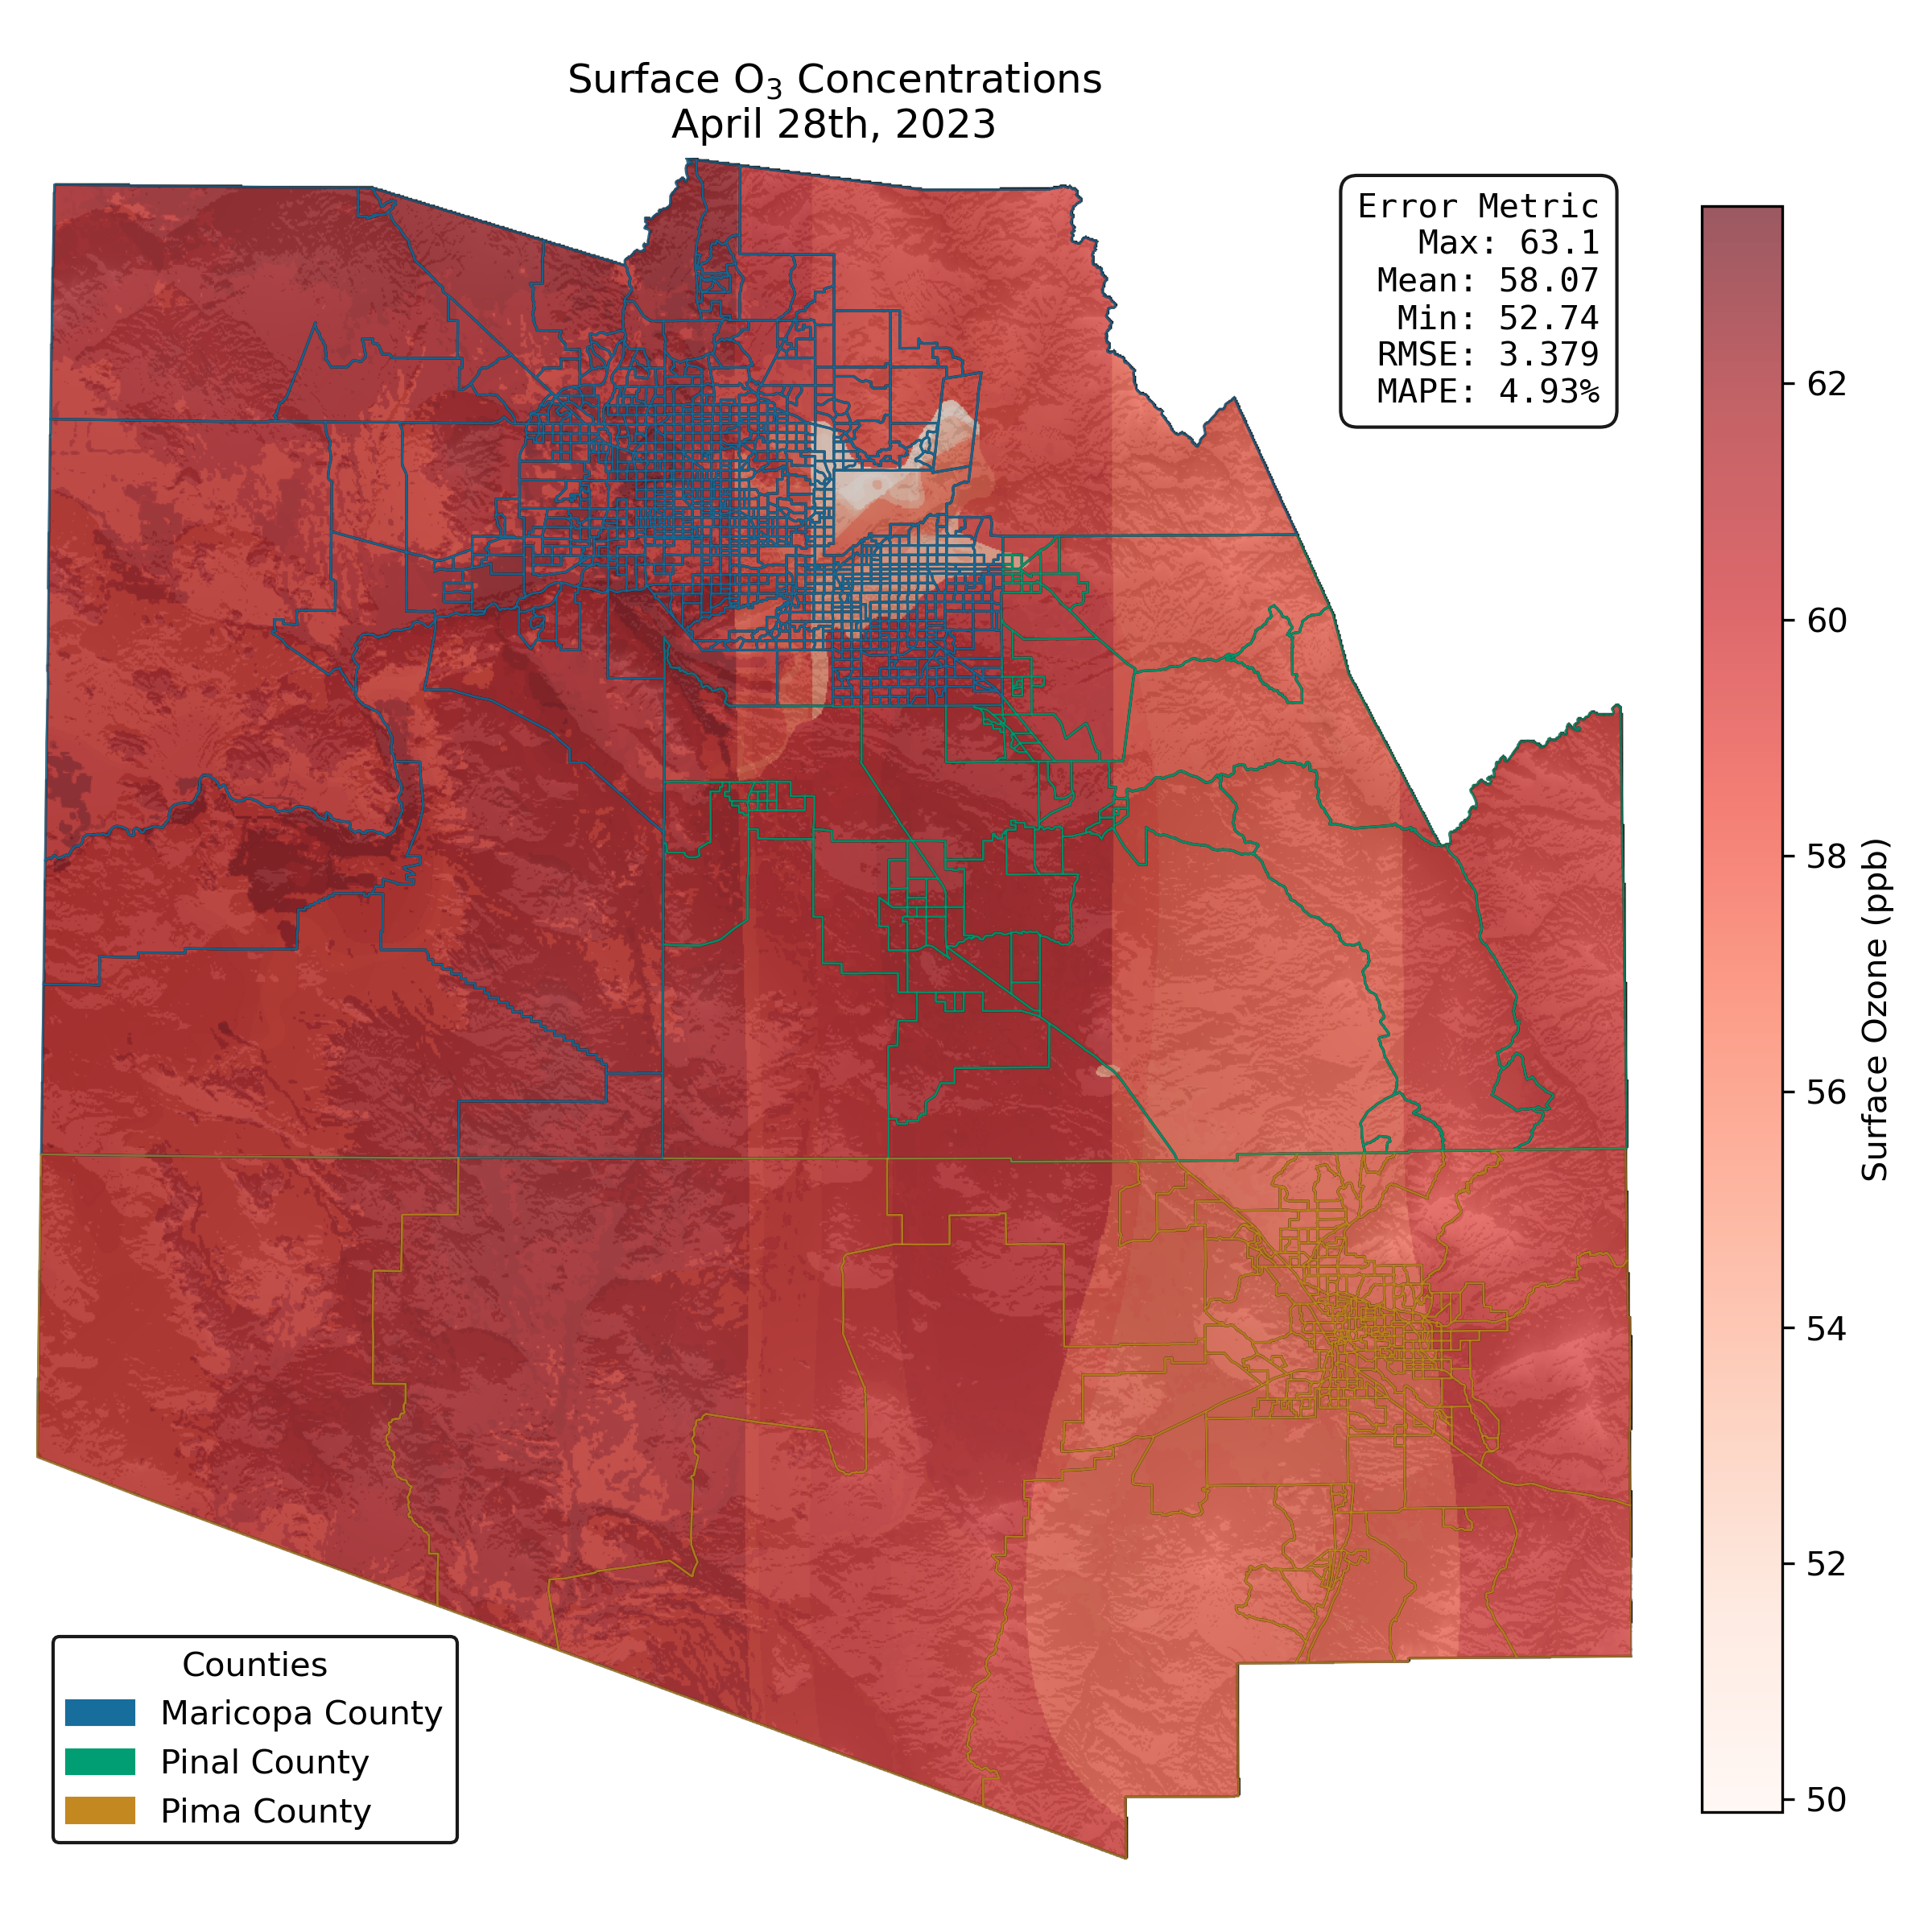 Surface O₃ Concentrations
April 28th, 2023
Error Metric
Max: 63.1
Mean: 58.07
Min: 52.74
RMSE: 3.379
MAPE: 4.93%
62
60
58
56
54
52
50
Surface Ozone (ppb)
Counties
Maricopa County
Pinal County
Pima County